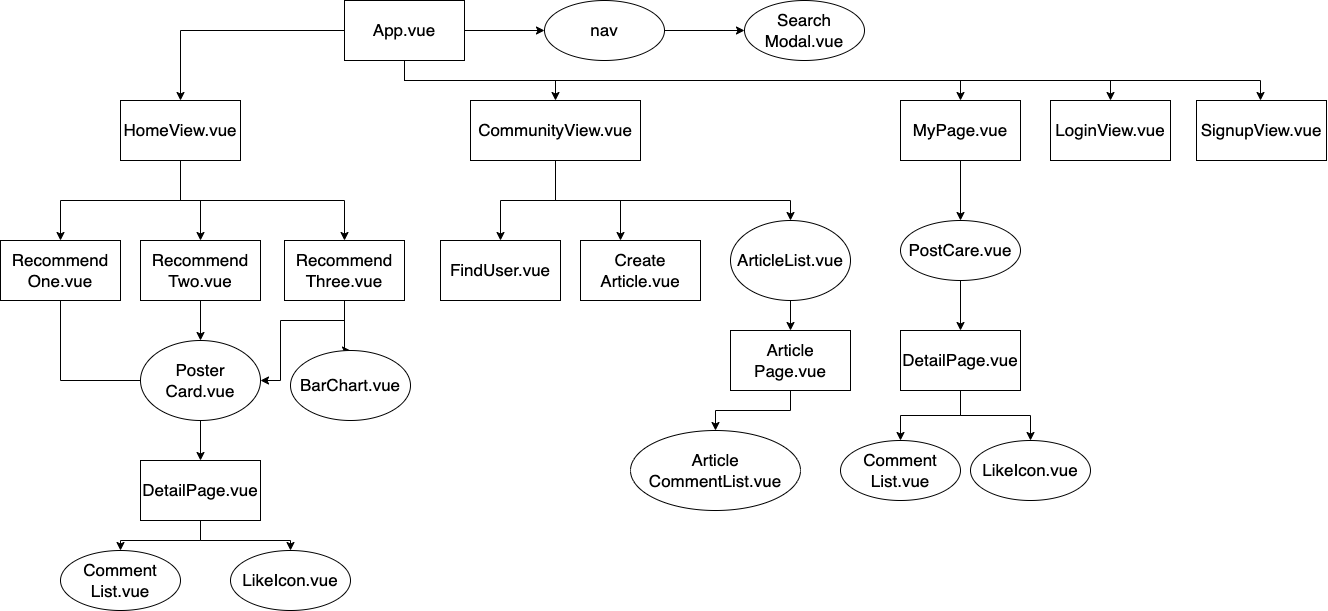 App.vue
nav
Search
Modal.vue
HomeView.vue
CommunityView.vue
MyPage.vue
LoginView.vue
SignupView.vue
Recommend
One.vue
Recommend
Two.vue
Recommend
Three.vue
FindUser.vue
Create
Article.vue
ArticleList.vue
PostCare.vue
Poster
Card.vue
BarChart.vue
Article
Page.vue
DetailPage.vue
Article
CommentList.vue
Comment
List.vue
LikeIcon.vue
DetailPage.vue
Comment
List.vue
LikeIcon.vue